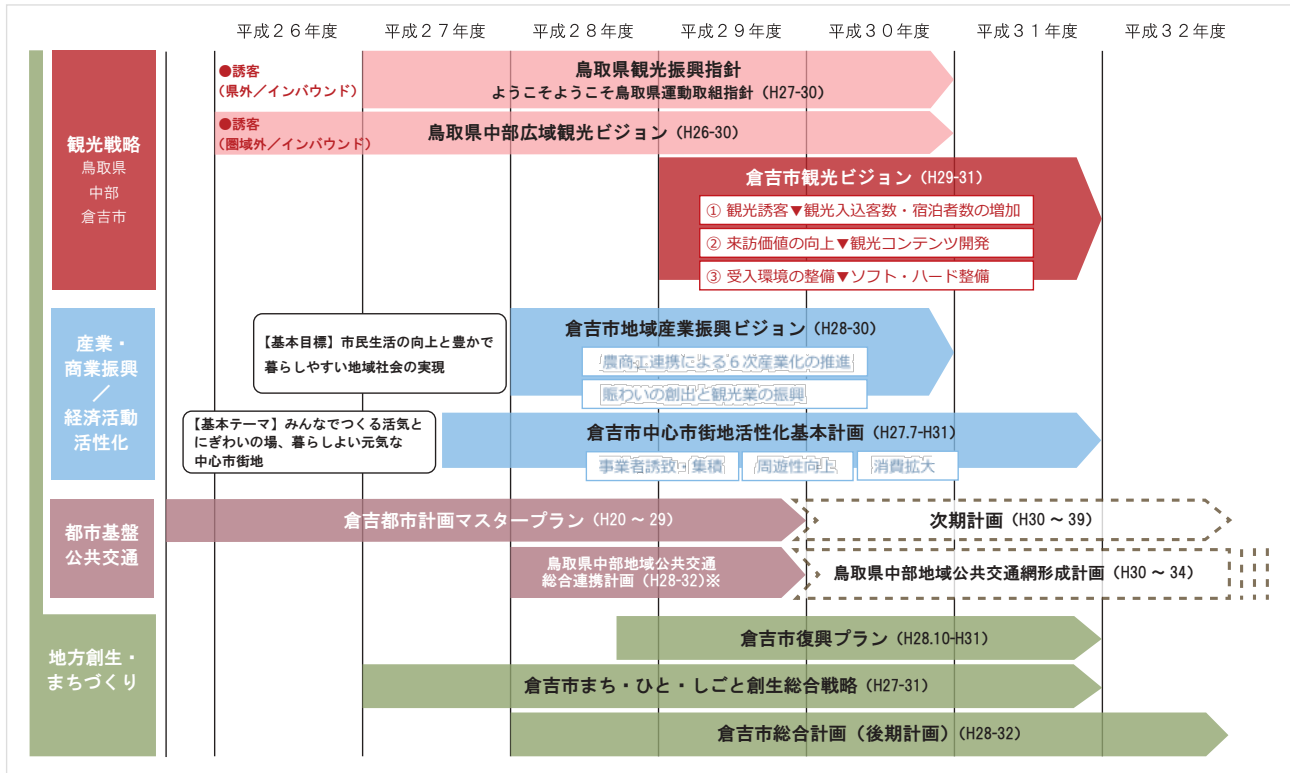 平成26年度 平成27年度 平成28年度 平成29年度 平成30年度 平成31年度 平成32年度
観光戦略
鳥取県
中部
倉吉市
●誘客
(県外/インバウンド)
鳥取県観光振興指針
ようこそようこそ鳥取県運動取組指針(H27-30)
●誘客
(圏域外/インバウンド)
鳥取県中部広域観光ビジョン(H26-30)
倉吉市観光ビジョン(H29-31)
① 観光誘客▼観光入込客数・宿泊者数の増加
② 来訪価値の向上▼観光コンテンツ開発
③ 受入環境の整備▼ソフト・ハード整備
産業・
商業振興
/
経済活動
活性化
【基本目標】市民生活の向上と豊かで
暮らしやすい地域社会の実現
倉吉市地域産業振興ビジョン(H28-30)
農商工連携による6次産業化の推進
賑わいの創出と観光業の振興
【基本テーマ】みんなでつくる活気と
にぎわいの場、暮らしよい元気な
中心市街地
倉吉市中心市街地活性化基本計画(H27.7-H31)
事業者誘致・集積 周遊性向上 消費拡大
都市基盤
公共交通
倉吉都市計画マスタープラン(H20~29)
次期計画(H30~39)
鳥取県中部地域公共交通
総合連携計画(H28-32)※
鳥取県中部地域公共交通網形成計画(H30~34)
地方創生・
まちづくり
倉吉市復興プラン(H28.10-H31)
倉吉市まち・ひと・しごと創生総合戦略(H27-31)
倉吉市総合計画(後期計画)(H28-32)